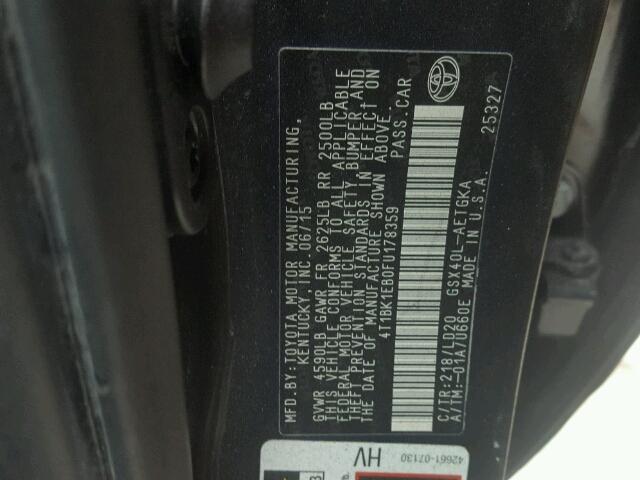 MFD.BY:TOYOTA MOTOR MANUFACTURING,
KENTUCKY, INC. 06/15
GVWR 4590LB GAWR FR 2625LB RR 2500LB
THIS VEHICLE CONFORMS TO ALL APPLICABLE
FEDERAL MOTOR VEHICLE SAFETY, BUMPER, AND
THEFT PREVENTION STANDARDS IN EFFECT ON
THE DATE OF MANUFACTURE SHOWN ABOVE.
4T1BK1EB0FU178359 PASS.CAR
C/TR:218/LD20 GSX40L-AETGKA
A/TM:-01A/U660E MADE IN U.S.A.
25327
42661-07130
HV